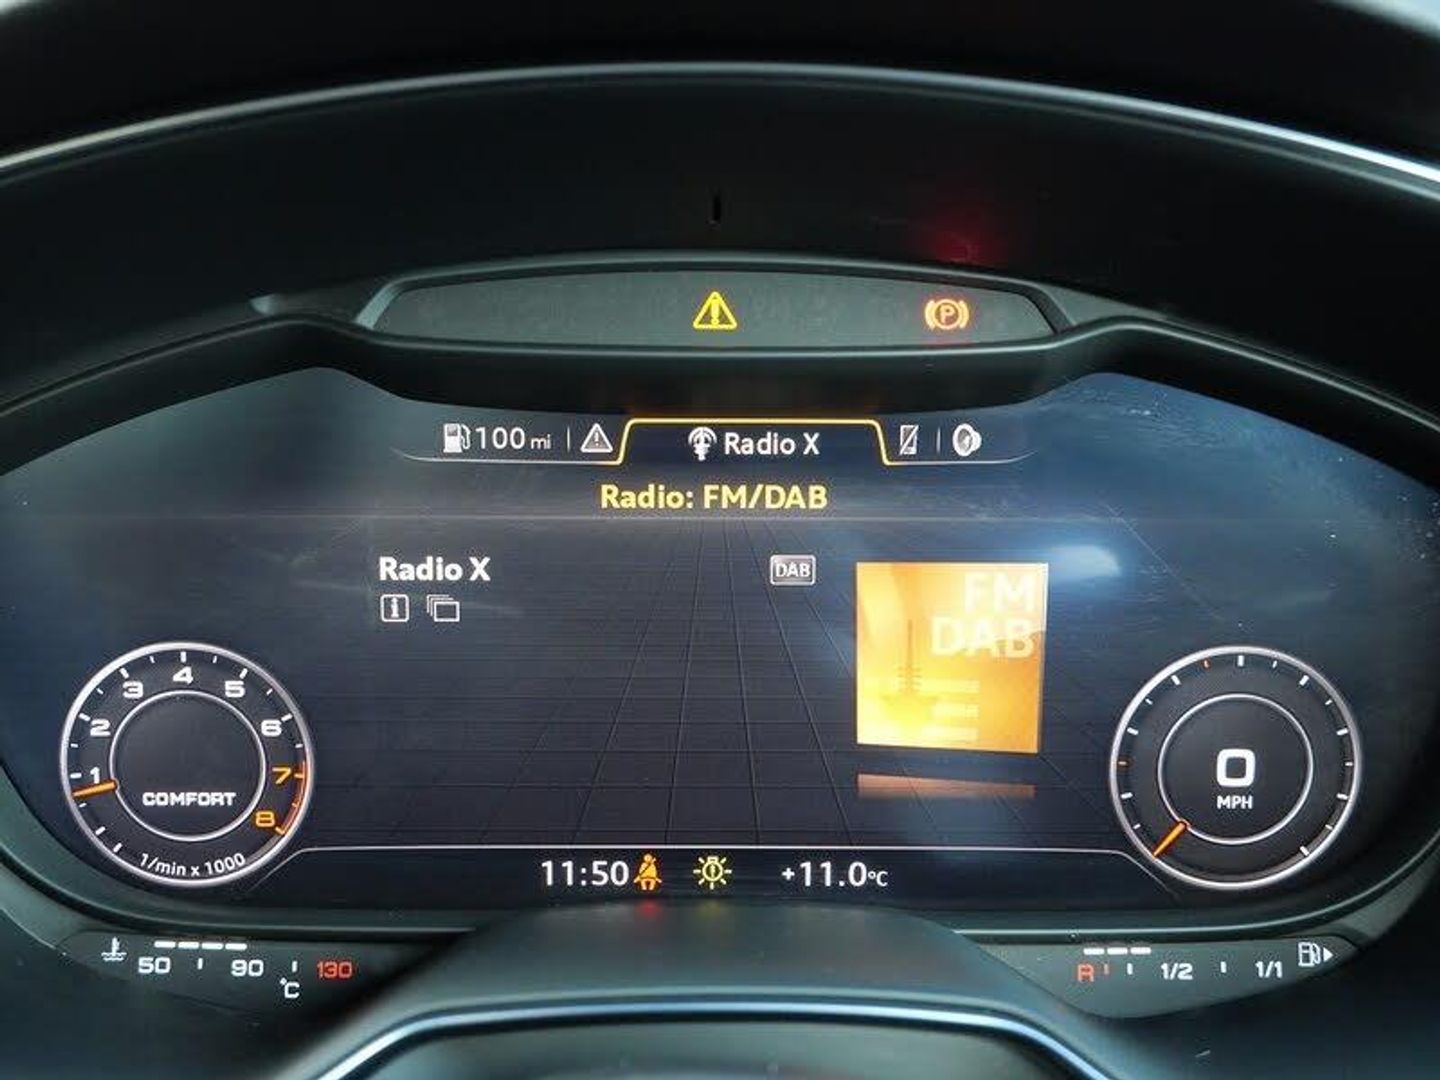 P
100 mi
Radio X
Radio: FM/DAB
Radio X
DAB
FM
DAB
1 2 3 4 5 6 7 8
COMFORT
1/min x 1000
0
MPH
11:50
+11.0°C
50 90 130
°C
R 1/2 1/1